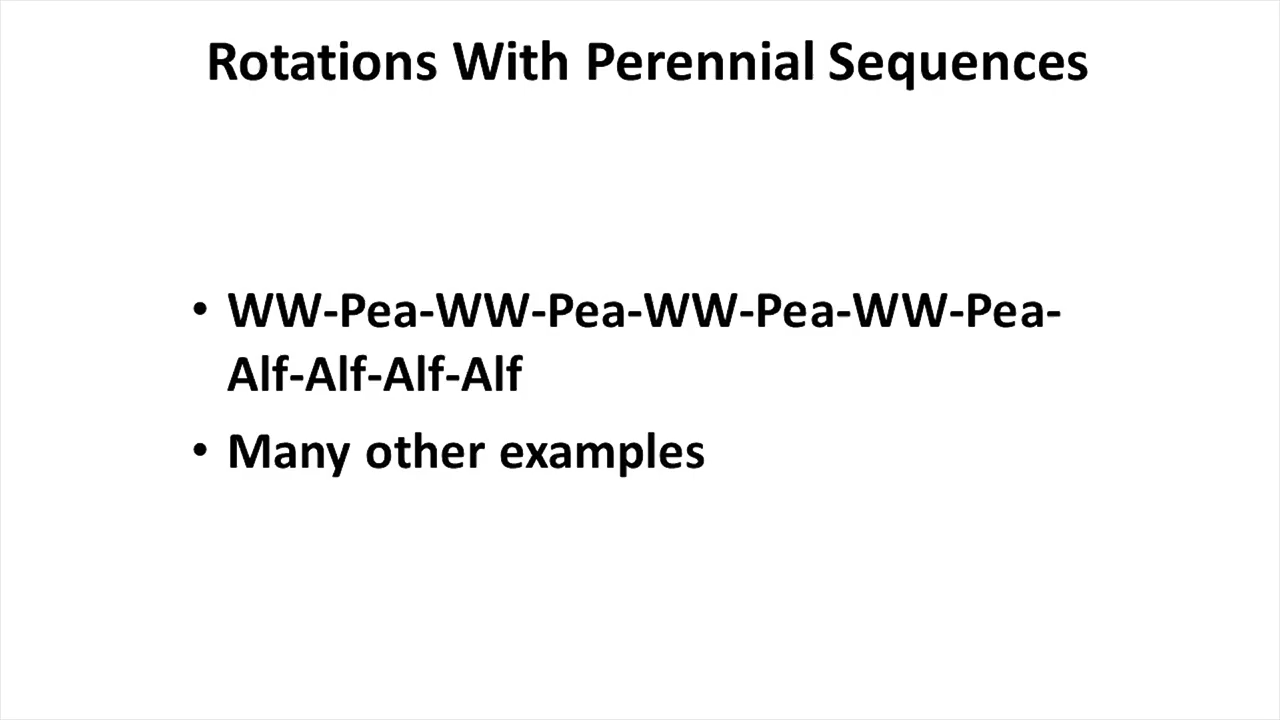 Rotations With Perennial Sequences
• WW-Pea-WW-Pea-WW-Pea-WW-Pea-
Alf-Alf-Alf-Alf
• Many other examples